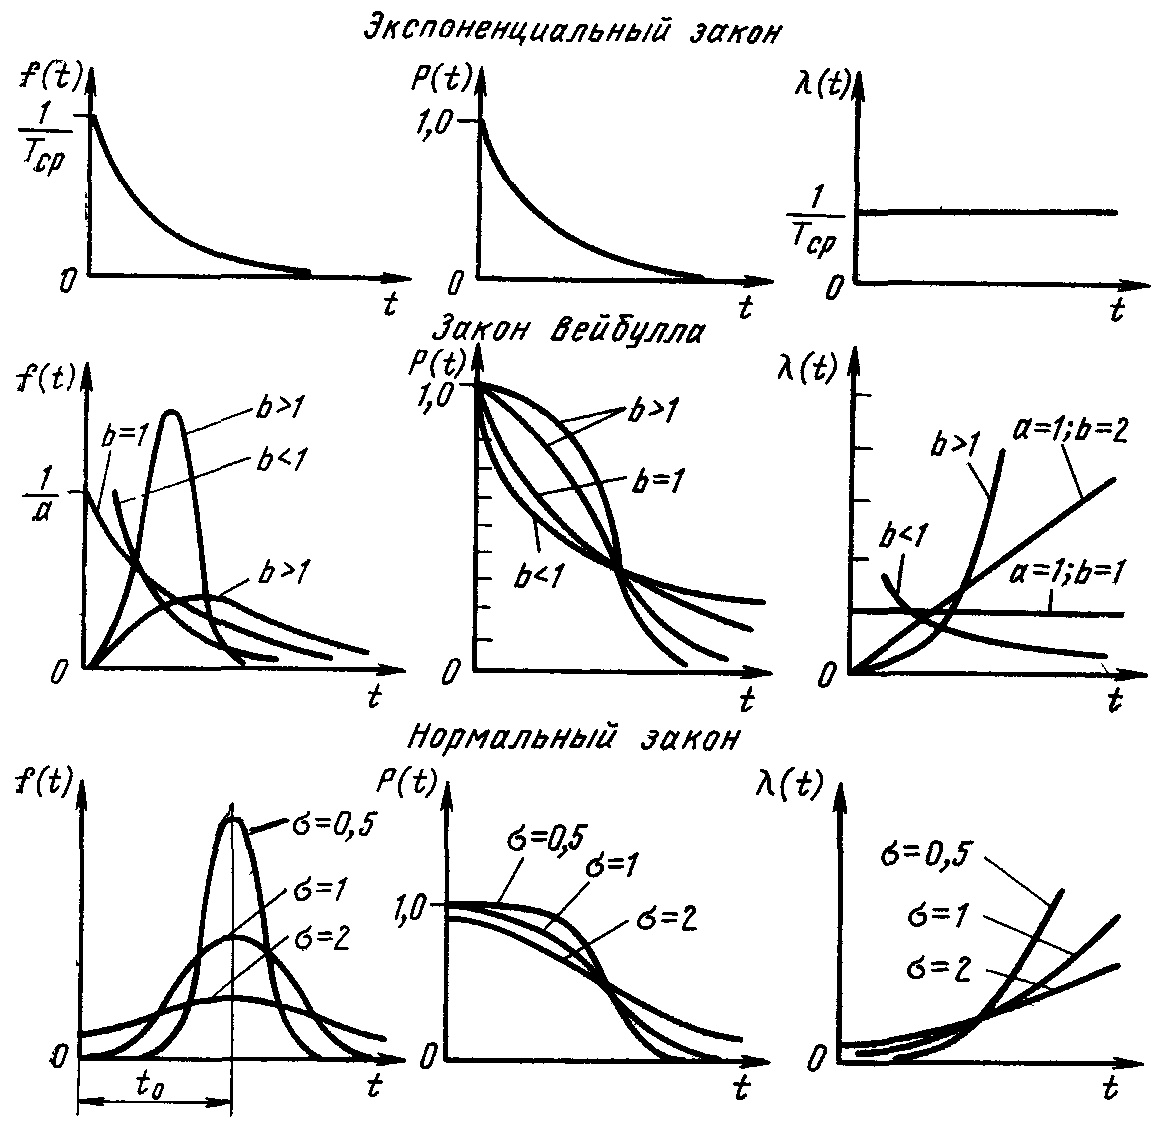 Экспоненциальный закон
f(t)
1
Tср
0
t
P(t)
1,0
0
t
λ(t)
1
Tср
0
t
Закон Вейбулла
f(t)
1
a
0
b=1
b>1
b<1
b>1
t
P(t)
1,0
0
b>1
b=1
b<1
t
λ(t)
0
b>1
a=1;b=2
b<1
a=1;b=1
t
Нормальный закон
f(t)
0
σ=0,5
σ=1
σ=2
t₀
t
P(t)
1,0
0
σ=0,5
σ=1
σ=2
t
λ(t)
0
σ=0,5
σ=1
σ=2
t